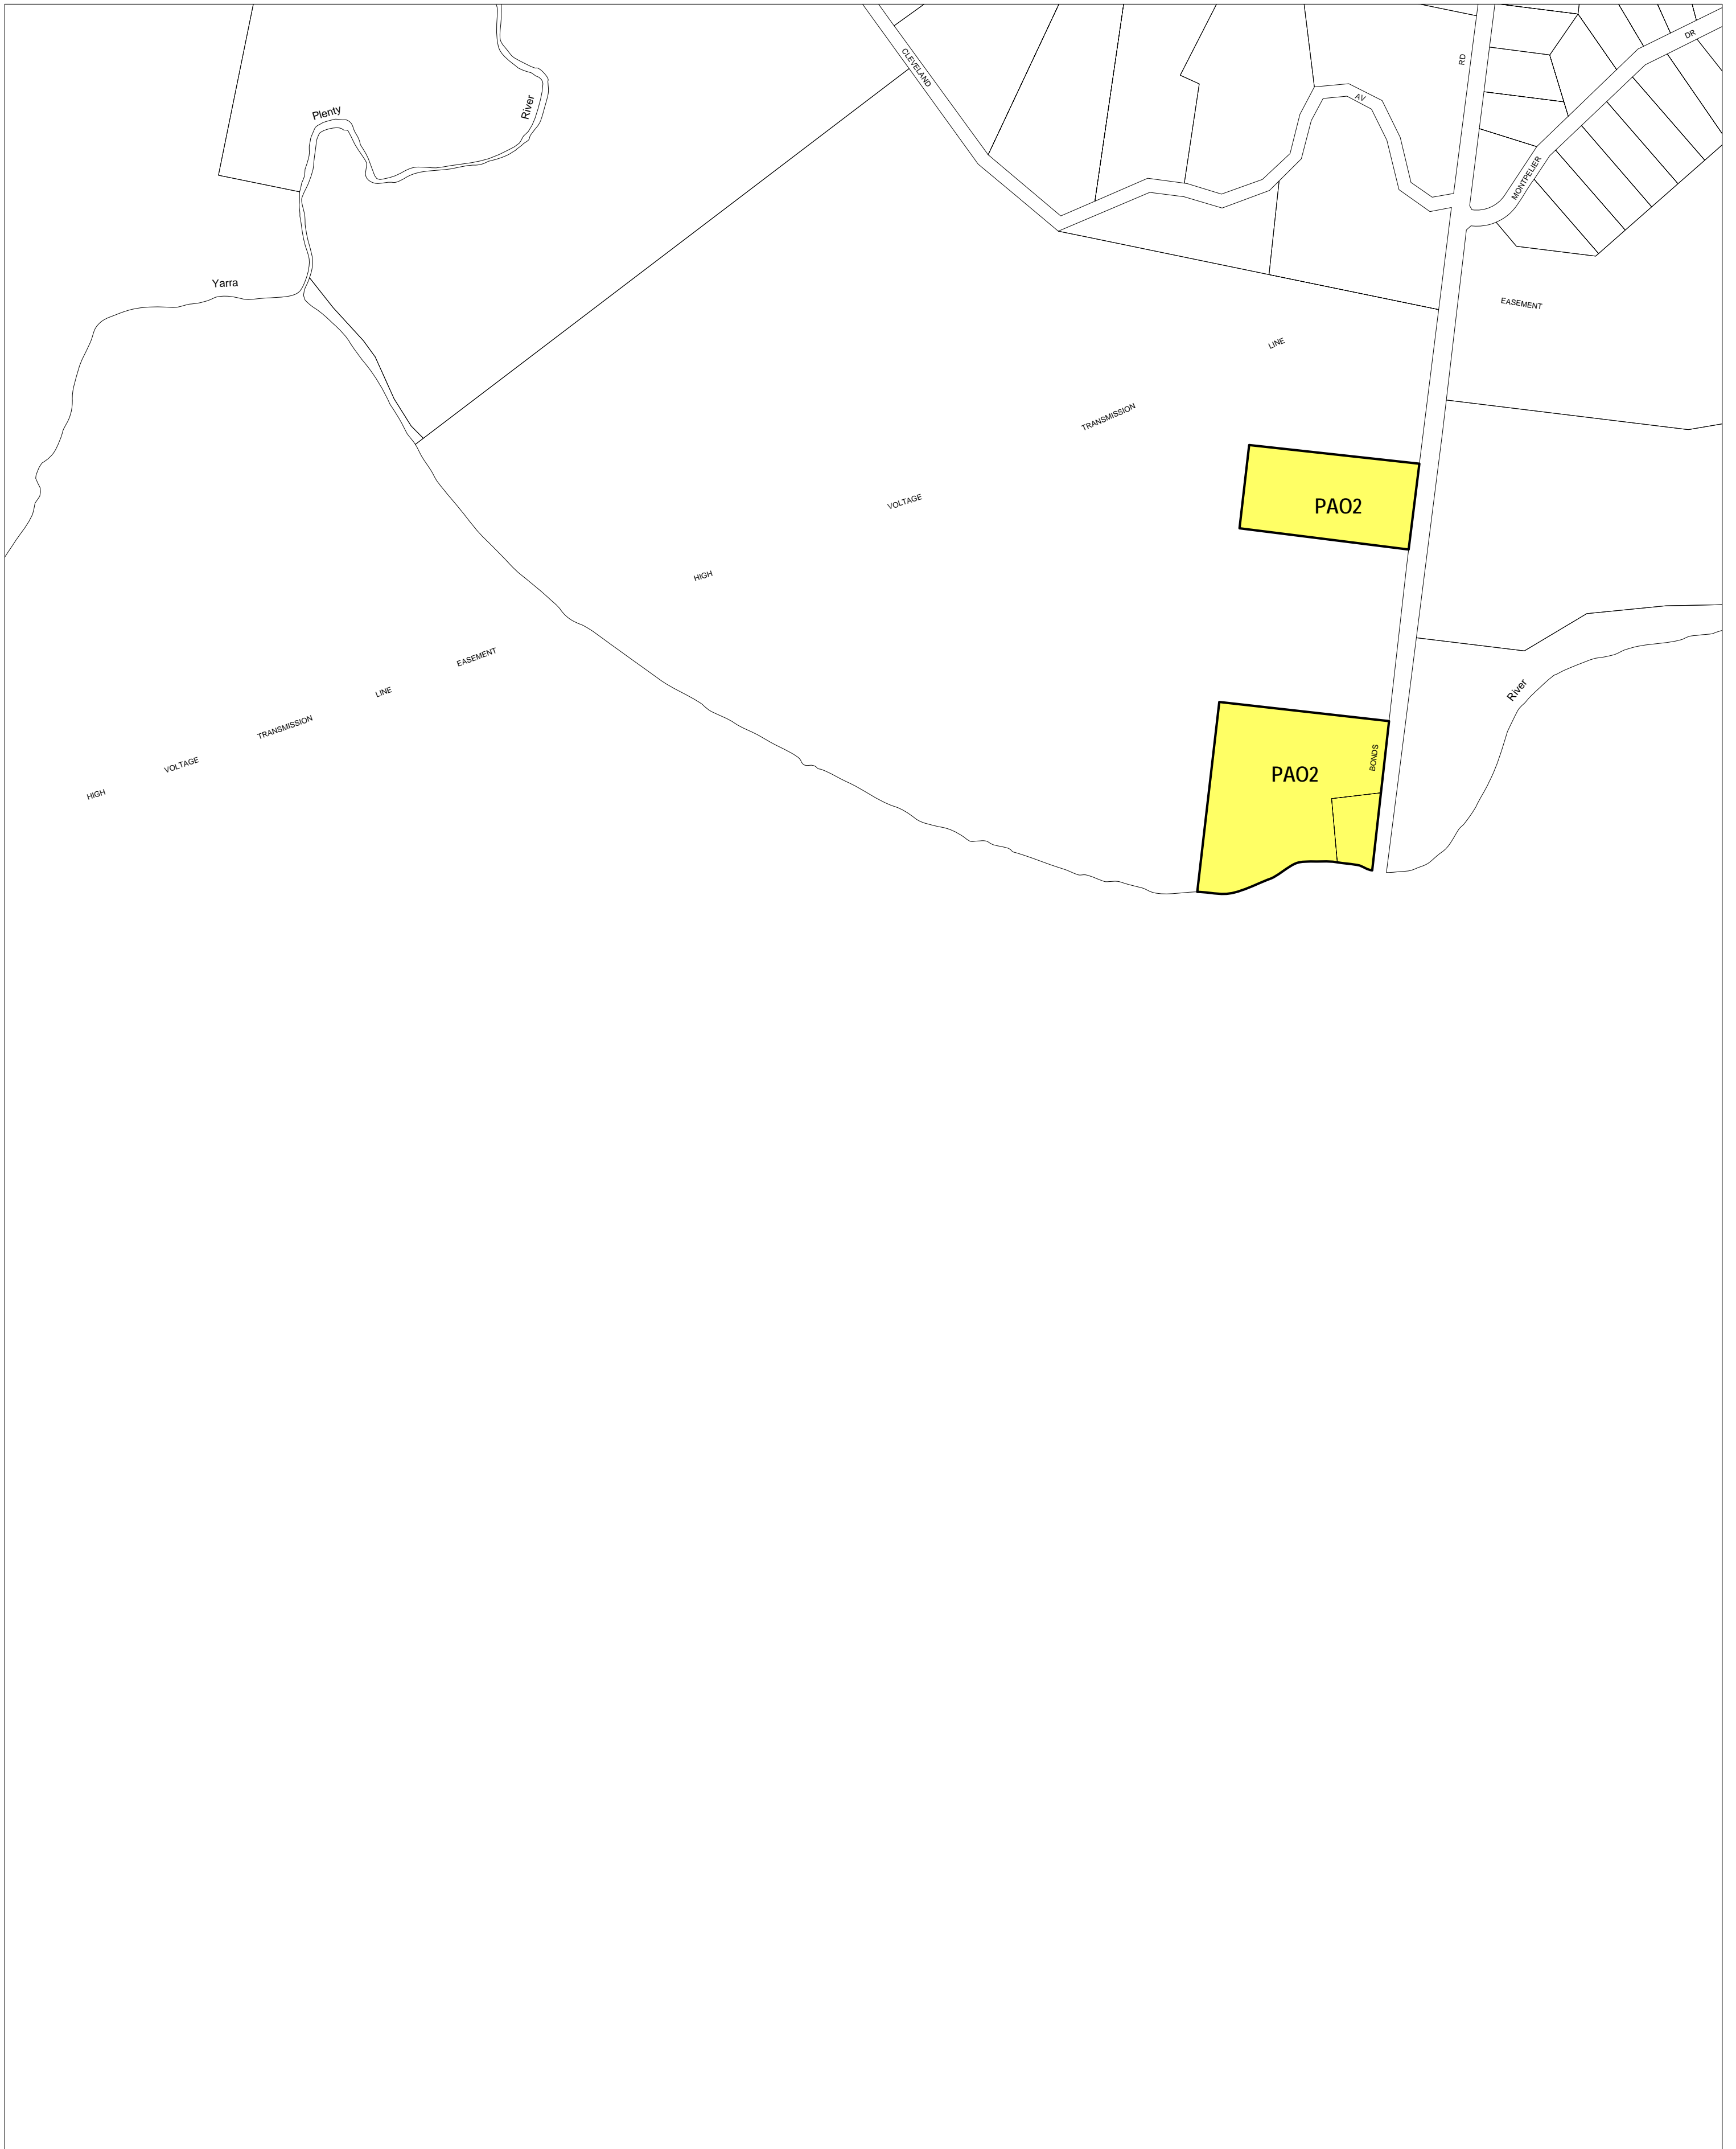 CLEVELAND
RD
DR
AV
Plenty
River
MONTPELIER
Yarra
EASEMENT
LINE
TRANSMISSION
VOLTAGE
HIGH
PAO2
EASEMENT
LINE
TRANSMISSION
VOLTAGE
HIGH
River
BONDS
PAO2